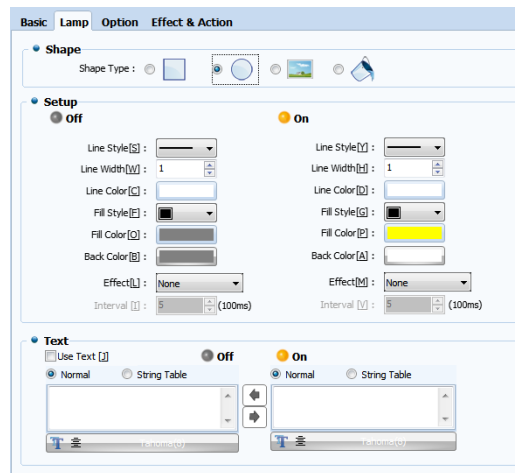 Basic Lamp Option Effect & Action
Shape
Shape Type :
Setup
Off On
Line Style[S] : Line Style[Y] :
Line Width[W] : 1 Line Width[H] : 1
Line Color[C] : Line Color[D] :
Fill Style[F] : Fill Style[G] :
Fill Color[O] : Fill Color[P] :
Back Color[B] : Back Color[A] :
Effect[L] : None Effect[M] : None
Interval [I] : 5 (100ms) Interval [V] : 5 (100ms)
Text
Use Text [J] Off On
Normal String Table Normal String Table
T 홑 T 홑